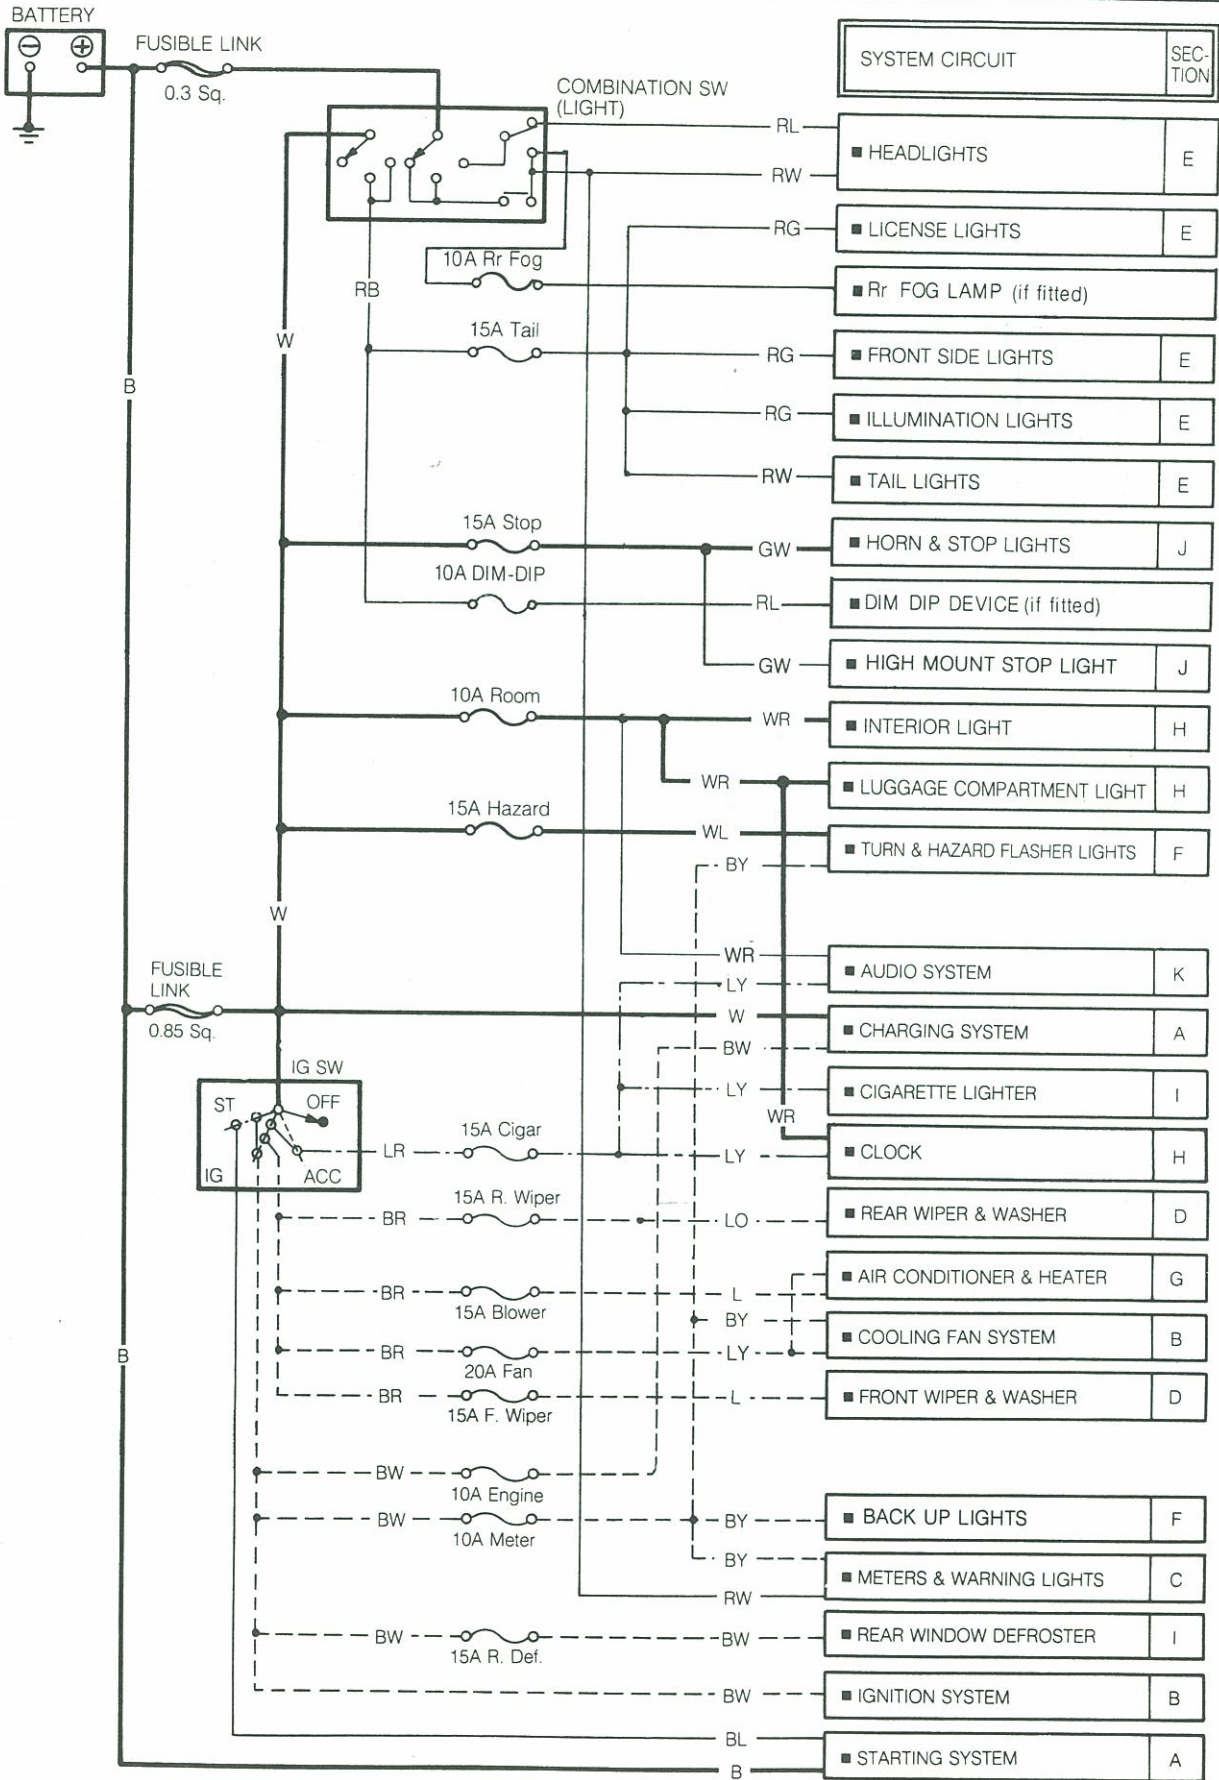 BATTERY
FUSIBLE LINK
0.3 Sq.
COMBINATION SW
(LIGHT)
SYSTEM CIRCUIT
SEC-
TION
RL
■ HEADLIGHTS
E
RW
RG
■ LICENSE LIGHTS
E
10A Rr Fog
■ Rr FOG LAMP (if fitted)
RB
15A Tail
W
RG
■ FRONT SIDE LIGHTS
E
B
RG
■ ILLUMINATION LIGHTS
E
RW
■ TAIL LIGHTS
E
15A Stop
GW
■ HORN & STOP LIGHTS
J
10A DIM-DIP
RL
■ DIM DIP DEVICE (if fitted)
GW
■ HIGH MOUNT STOP LIGHT
J
10A Room
WR
■ INTERIOR LIGHT
H
WR
■ LUGGAGE COMPARTMENT LIGHT
H
15A Hazard
WL
■ TURN & HAZARD FLASHER LIGHTS
F
BY
W
WR
■ AUDIO SYSTEM
K
LY
FUSIBLE
LINK
0.85 Sq.
W
■ CHARGING SYSTEM
A
BW
IG SW
LY
■ CIGARETTE LIGHTER
I
ST
OFF
IG
ACC
WR
LR
15A Cigar
LY
■ CLOCK
H
15A R. Wiper
BR
LO
■ REAR WIPER & WASHER
D
BR
15A Blower
L
■ AIR CONDITIONER & HEATER
G
BY
■ COOLING FAN SYSTEM
B
B
BR
20A Fan
LY
BR
15A F. Wiper
L
■ FRONT WIPER & WASHER
D
BW
10A Engine
BW
10A Meter
BY
■ BACK UP LIGHTS
F
BY
■ METERS & WARNING LIGHTS
C
RW
BW
15A R. Def.
BW
■ REAR WINDOW DEFROSTER
I
BW
■ IGNITION SYSTEM
B
BL
■ STARTING SYSTEM
A
B